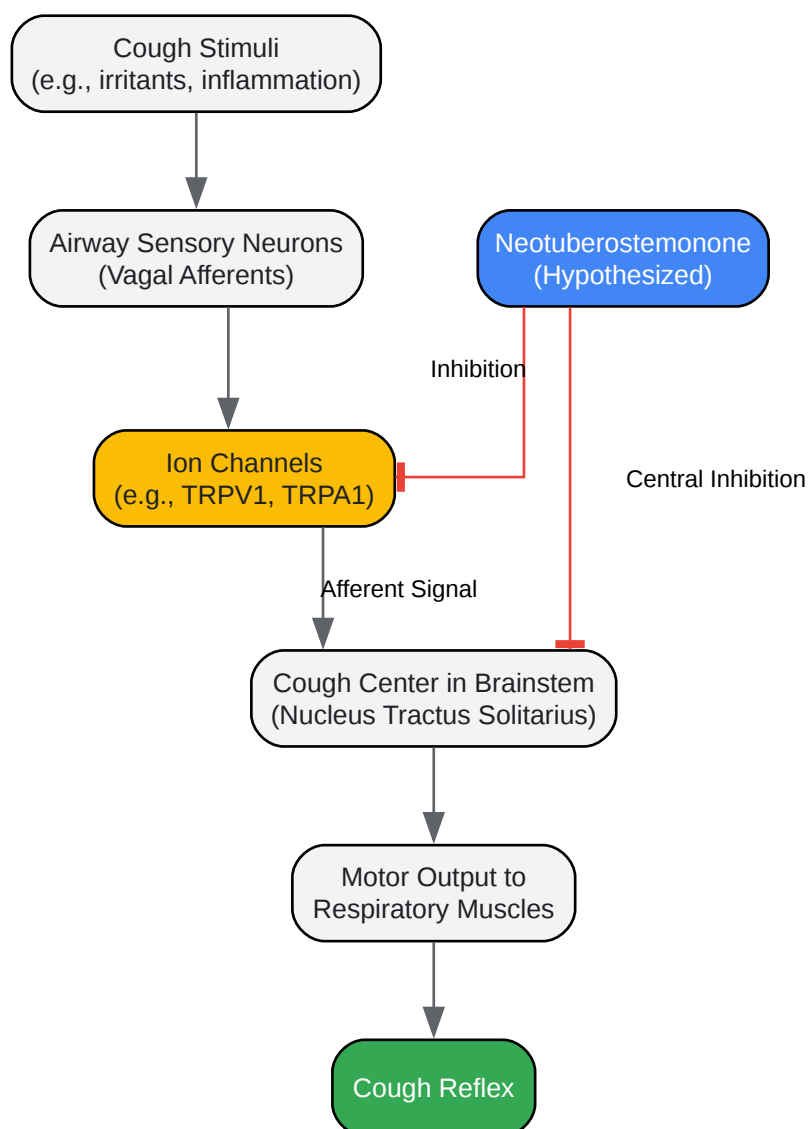 Cough Stimuli
(e.g., irritants, inflammation)
Airway Sensory Neurons
(Vagal Afferents)
Neotuberostemonone
(Hypothesized)
Inhibition
Ion Channels
(e.g., TRPV1, TRPA1)
Central Inhibition
Afferent Signal
Cough Center in Brainstem
(Nucleus Tractus Solitarius)
Motor Output to
Respiratory Muscles
Cough Reflex